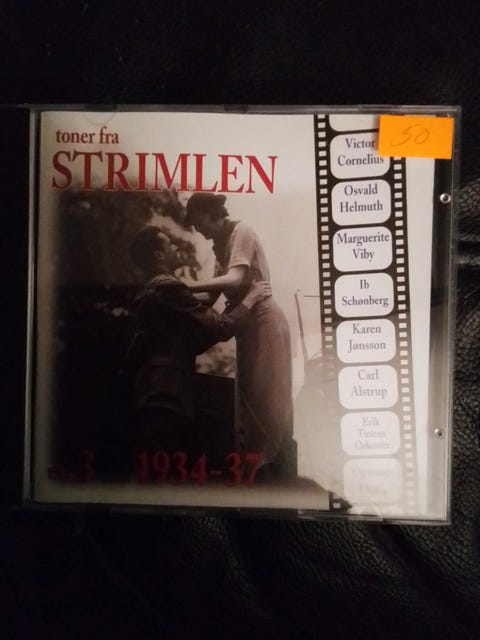 toner fra
STRIMLEN
50
Victor
Cornelius
Osvald
Helmuth
Marguerite
Viby
Ib
Schønberg
Karen
Jønsson
Carl
Alstrup
Erik
Tuxens
Orkester
3 1934-37